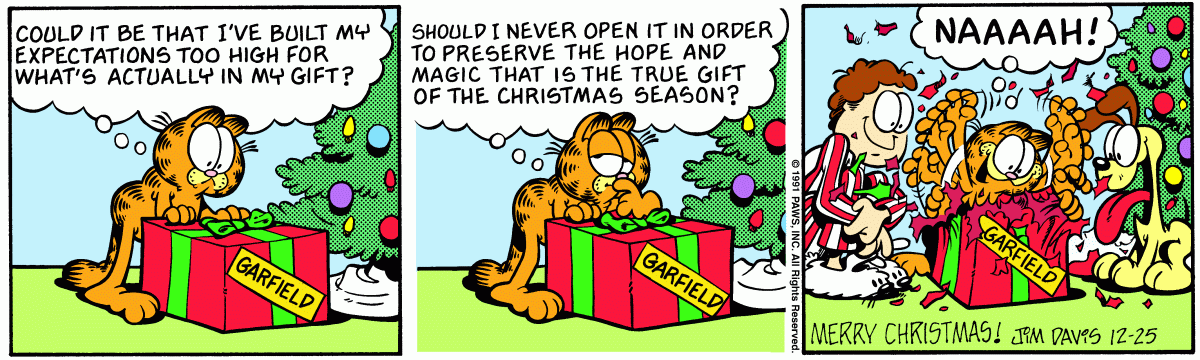 COULD IT BE THAT I'VE BUILT MY
EXPECTATIONS TOO HIGH FOR
WHAT'S ACTUALLY IN MY GIFT?
GARFIELD
SHOULD I NEVER OPEN IT IN ORDER
TO PRESERVE THE HOPE AND
MAGIC THAT IS THE TRUE GIFT
OF THE CHRISTMAS SEASON?
GARFIELD
© 1991 PAWS, INC. All Rights Reserved.
NAAAAH!
GARFIELD
MERRY CHRISTMAS! JIM DAVIS 12-25